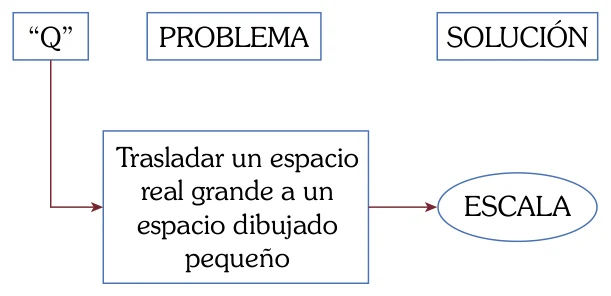 “Q”
PROBLEMA
SOLUCIÓN
Trasladar un espacio
real grande a un
espacio dibujado
pequeño
ESCALA